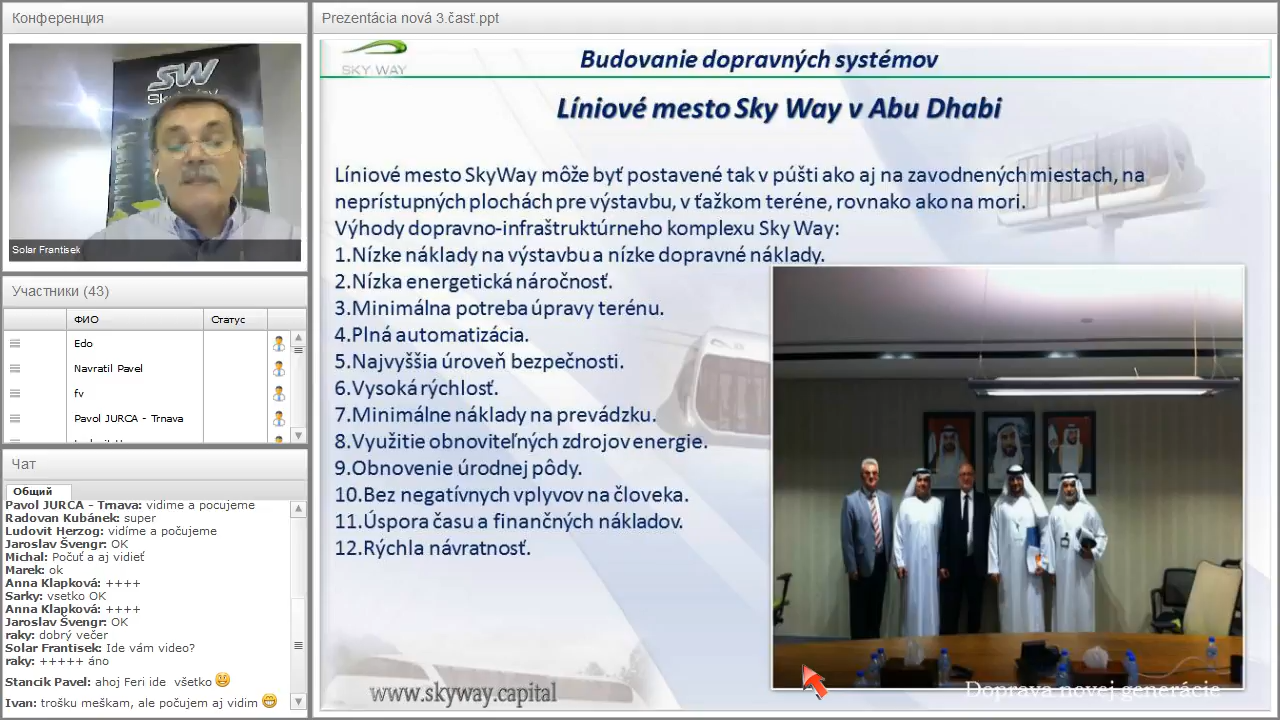 Конференция
SW
Solar Frantisek
Участники (43)
ФИО Статус
Edo
Navratil Pavel
fv
Pavol JURCA - Trnava
Чат
Общий
Pavol JURCA - Trnava: vidime a pocujeme
Radovan Kubánek: super
Ludovit Herzog: vidíme a počujeme
Jaroslav Švengr: OK
Michal: Počuť a aj vidieť
Marek: ok
Anna Klapková: ++++
Sarky: vsetko OK
Anna Klapková: ++++
Jaroslav Švengr: OK
raky: dobrý večer
Solar Frantisek: Ide vám video?
raky: +++++ áno
Stancik Pavel: ahoj Feri ide všetko
Ivan: trošku meškám, ale počujem aj vidim
Prezentácia nová 3.časť.ppt
SKY WAY
Budovanie dopravných systémov
Líniové mesto Sky Way v Abu Dhabi
Líniové mesto SkyWay môže byť postavené tak v púšti ako aj na zavodnených miestach, na
neprístupných plochách pre výstavbu, v ťažkom teréne, rovnako ako na mori.
Výhody dopravno-infraštruktúrneho komplexu Sky Way:
1.Nízke náklady na výstavbu a nízke dopravné náklady.
2.Nízka energetická náročnosť.
3.Minimálna potreba úpravy terénu.
4.Plná automatizácia.
5.Najvyššia úroveň bezpečnosti.
6.Vysoká rýchlosť.
7.Minimálne náklady na prevádzku.
8.Využitie obnoviteľných zdrojov energie.
9.Obnovenie úrodnej pôdy.
10.Bez negatívnych vplyvov na človeka.
11.Úspora času a finančných nákladov.
12.Rýchla návratnosť.
www.skyway.capital
Doprava novej generácie